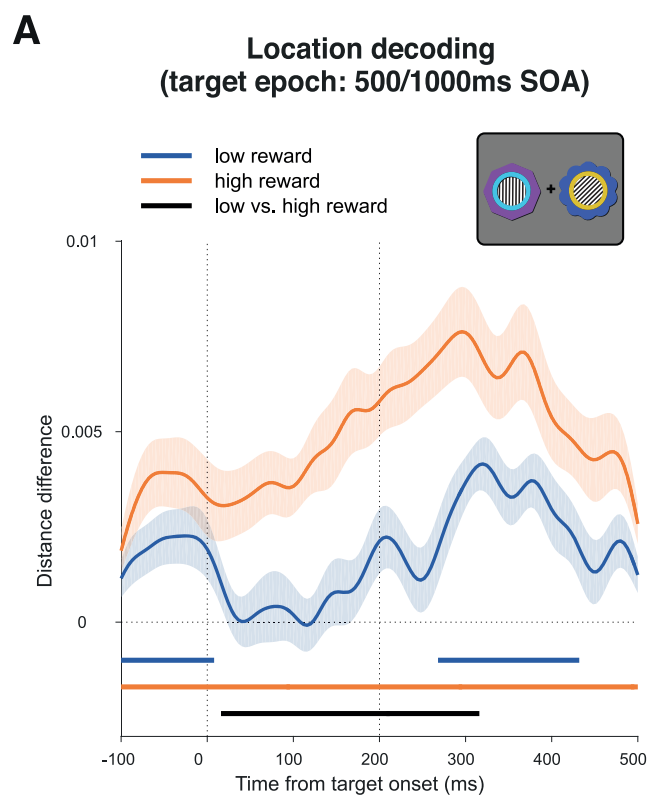 A
Location decoding
(target epoch: 500/1000ms SOA)
low reward
high reward
low vs. high reward
+
0.01
0.005
0
Distance difference
-100 0 100 200 300 400 500
Time from target onset (ms)